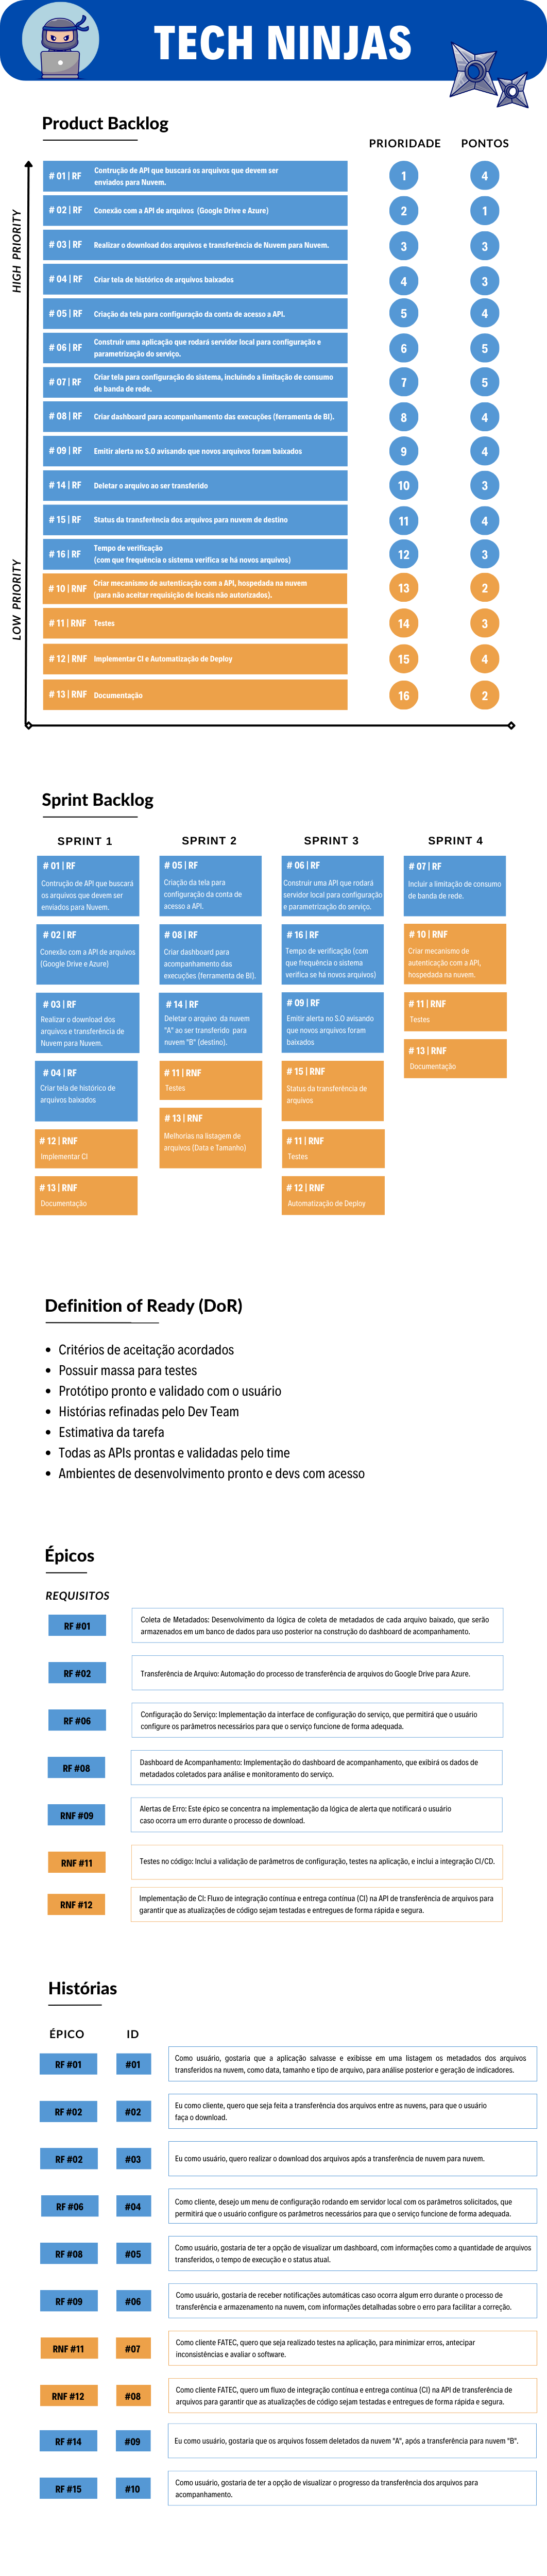 TECH NINJAS
Product Backlog
PRIORIDADE PONTOS
HIGH PRIORITY
LOW PRIORITY
# 01 | RF Contrução de API que buscará os arquivos que devem ser
enviados para Nuvem. 1 4
# 02 | RF Conexão com a API de arquivos (Google Drive e Azure) 2 1
# 03 | RF Realizar o download dos arquivos e transferência de Nuvem para Nuvem. 3 3
# 04 | RF Criar tela de histórico de arquivos baixados 4 3
# 05 | RF Criação da tela para configuração da conta de acesso a API. 5 4
# 06 | RF Construir uma aplicação que rodará servidor local para configuração e
parametrização do serviço. 6 5
# 07 | RF Criar tela para configuração do sistema, incluindo a limitação de consumo
de banda de rede. 7 5
# 08 | RF Criar dashboard para acompanhamento das execuções (ferramenta de BI). 8 4
# 09 | RF Emitir alerta no S.O avisando que novos arquivos foram baixados 9 4
# 14 | RF Deletar o arquivo ao ser transferido 10 3
# 15 | RF Status da transferência dos arquivos para nuvem de destino 11 4
# 16 | RF Tempo de verificação
(com que frequência o sistema verifica se há novos arquivos) 12 3
# 10 | RNF Criar mecanismo de autenticação com a API, hospedada na nuvem
(para não aceitar requisição de locais não autorizados). 13 2
# 11 | RNF Testes 14 3
# 12 | RNF Implementar CI e Automatização de Deploy 15 4
# 13 | RNF Documentação 16 2
Sprint Backlog
SPRINT 1
# 01 | RF
Contrução de API que buscará
os arquivos que devem ser
enviados para Nuvem.
# 02 | RF
Conexão com a API de arquivos
(Google Drive e Azure)
# 03 | RF
Realizar o download dos
arquivos e transferência de
Nuvem para Nuvem.
# 04 | RF
Criar tela de histórico de
arquivos baixados
# 12 | RNF
Implementar CI
# 13 | RNF
Documentação
SPRINT 2
# 05 | RF
Criação da tela para
configuração da conta de
acesso a API.
# 08 | RF
Criar dashboard para
acompanhamento das
execuções (ferramenta de BI).
# 14 | RF
Deletar o arquivo da nuvem
"A" ao ser transferido para
nuvem "B" (destino).
# 11 | RNF
Testes
# 13 | RNF
Melhorias na listagem de
arquivos (Data e Tamanho)
SPRINT 3
# 06 | RF
Construir uma API que rodará
servidor local para configuração
e parametrização do serviço.
# 16 | RF
Tempo de verificação (com
que frequência o sistema
verifica se há novos arquivos)
# 09 | RF
Emitir alerta no S.O avisando
que novos arquivos foram
baixados
# 15 | RNF
Status da transferência de
arquivos
# 11 | RNF
Testes
# 12 | RNF
Automatização de Deploy
SPRINT 4
# 07 | RF
Incluir a limitação de consumo
de banda de rede.
# 10 | RNF
Criar mecanismo de
autenticação com a API,
hospedada na nuvem.
# 11 | RNF
Testes
# 13 | RNF
Documentação
Definition of Ready (DoR)
• Critérios de aceitação acordados
• Possuir massa para testes
• Protótipo pronto e validado com o usuário
• Histórias refinadas pelo Dev Team
• Estimativa da tarefa
• Todas as APIs prontas e validadas pelo time
• Ambientes de desenvolvimento pronto e devs com acesso
Épicos
REQUISITOS
RF #01 Coleta de Metadados: Desenvolvimento da lógica de coleta de metadados de cada arquivo baixado, que serão
armazenados em um banco de dados para uso posterior na construção do dashboard de acompanhamento.
RF #02 Transferência de Arquivo: Automação do processo de transferência de arquivos do Google Drive para Azure.
RF #06 Configuração do Serviço: Implementação da interface de configuração do serviço, que permitirá que o usuário
configure os parâmetros necessários para que o serviço funcione de forma adequada.
RF #08 Dashboard de Acompanhamento: Implementação do dashboard de acompanhamento, que exibirá os dados de
metadados coletados para análise e monitoramento do serviço.
RNF #09 Alertas de Erro: Este épico se concentra na implementação da lógica de alerta que notificará o usuário
caso ocorra um erro durante o processo de download.
RNF #11 Testes no código: Inclui a validação de parâmetros de configuração, testes na aplicação, e inclui a integração CI/CD.
RNF #12 Implementação de CI: Fluxo de integração contínua e entrega contínua (CI) na API de transferência de arquivos para
garantir que as atualizações de código sejam testadas e entregues de forma rápida e segura.
Histórias
ÉPICO ID
RF #01 #01 Como usuário, gostaria que a aplicação salvasse e exibisse em uma listagem os metadados dos arquivos
transferidos na nuvem, como data, tamanho e tipo de arquivo, para análise posterior e geração de indicadores.
RF #02 #02 Eu como cliente, quero que seja feita a transferência dos arquivos entre as nuvens, para que o usuário
faça o download.
RF #02 #03 Eu como usuário, quero realizar o download dos arquivos após a transferência de nuvem para nuvem.
RF #06 #04 Como cliente, desejo um menu de configuração rodando em servidor local com os parâmetros solicitados, que
permitirá que o usuário configure os parâmetros necessários para que o serviço funcione de forma adequada.
RF #08 #05 Como usuário, gostaria de ter a opção de visualizar um dashboard, com informações como a quantidade de arquivos
transferidos, o tempo de execução e o status atual.
RF #09 #06 Como usuário, gostaria de receber notificações automáticas caso ocorra algum erro durante o processo de
transferência e armazenamento na nuvem, com informações detalhadas sobre o erro para facilitar a correção.
RNF #11 #07 Como cliente FATEC, quero que seja realizado testes na aplicação, para minimizar erros, antecipar
inconsistências e avaliar o software.
RNF #12 #08 Como cliente FATEC, quero um fluxo de integração contínua e entrega contínua (CI) na API de transferência de
arquivos para garantir que as atualizações de código sejam testadas e entregues de forma rápida e segura.
RF #14 #09 Eu como usuário, gostaria que os arquivos fossem deletados da nuvem "A", após a transferência para nuvem "B".
RF #15 #10 Como usuário, gostaria de ter a opção de visualizar o progresso da transferência dos arquivos para
acompanhamento.